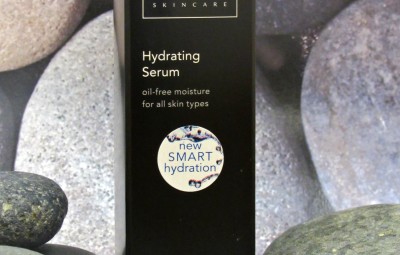 SKINCARE
Hydrating
Serum
oil-free moisture
for all skin types
new
SMART
hydration